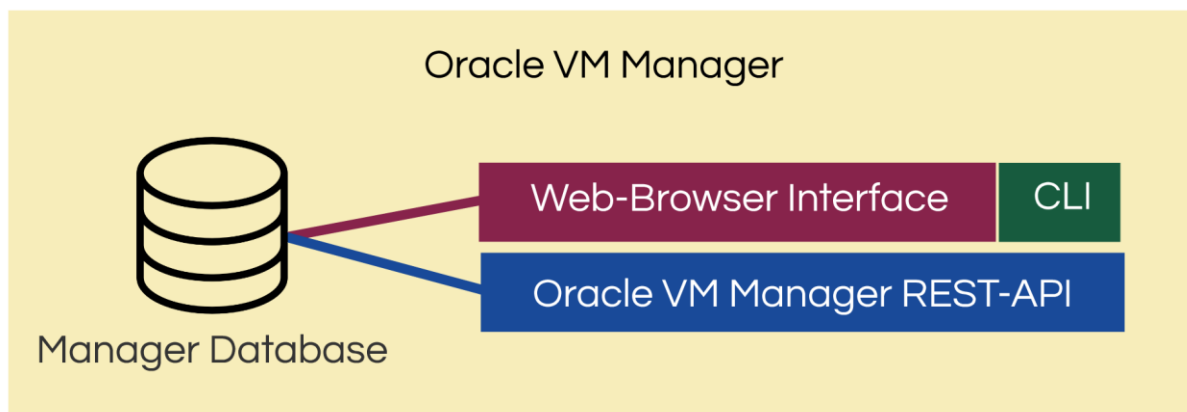 Oracle VM Manager
Web-Browser Interface
CLI
Oracle VM Manager REST-API
Manager Database